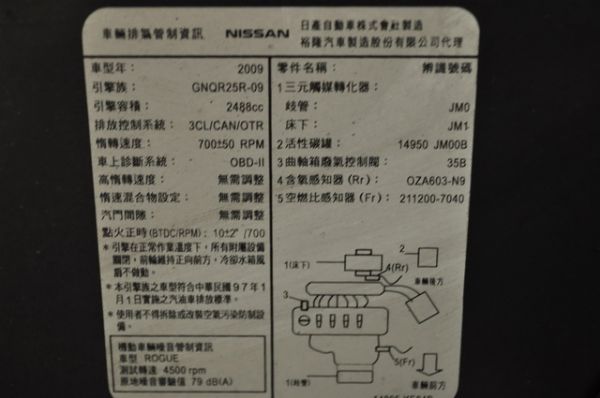 車輛排氣管制資訊 NISSAN 日產自動車株式會社製造
裕隆汽車製造股份有限公司代理
車型年: 2009
引擎族: GNQR25R-09
引擎容積: 2488cc
排放控制系統: 3CL/CAN/OTR
惰轉速度: 700±50 RPM
車上診斷系統: OBD-II
高惰轉速度: 無需調整
惰速混合物設定: 無需調整
汽門間隙: 無需調整
點火正時(BTDC/RPM): 10±2°/700
*引擎在正常作業溫度下,所有附屬設備
關閉,前輪維持正向前方,冷卻水箱風
扇不做動。
*本引擎族之車型符合中華民國97年1
月1日實施之汽油車排放標準。
*使用者不得拆除或改裝空氣污染防制設
備。
機動車輛噪音管制資訊
車型 ROGUE
測試轉速 4500 rpm
原地噪音審驗值 79 dB(A)
零件名稱: 辨識號碼
1三元觸媒轉化器:
歧管: JM0
床下: JM1
2活性碳罐: 14950 JM00B
3曲軸箱廢氣控制閥: 35B
4含氧感知器(Rr): OZA603-N9
5空燃比感知器(Fr): 211200-7040
1(床下)
4(Rr)
2
車輛後方
3
5(Fr)
1(歧管)
車輛前方